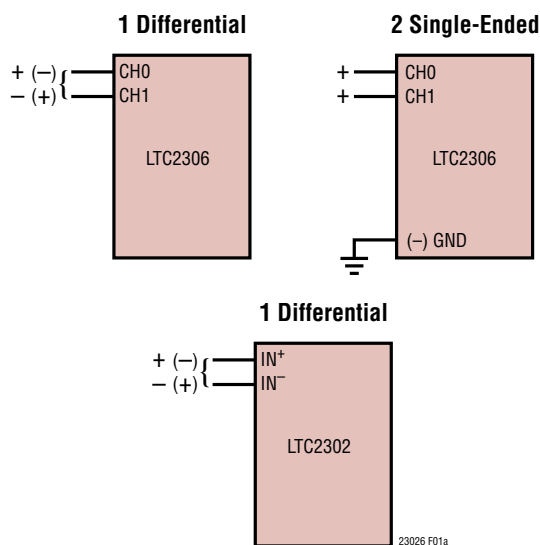 1 Differential
+ (–) { CH0
– (+) CH1
LTC2306
2 Single-Ended
+ CH0
+ CH1
LTC2306
(–) GND
1 Differential
+ (–) { IN⁺
– (+) IN⁻
LTC2302
23026 F01a